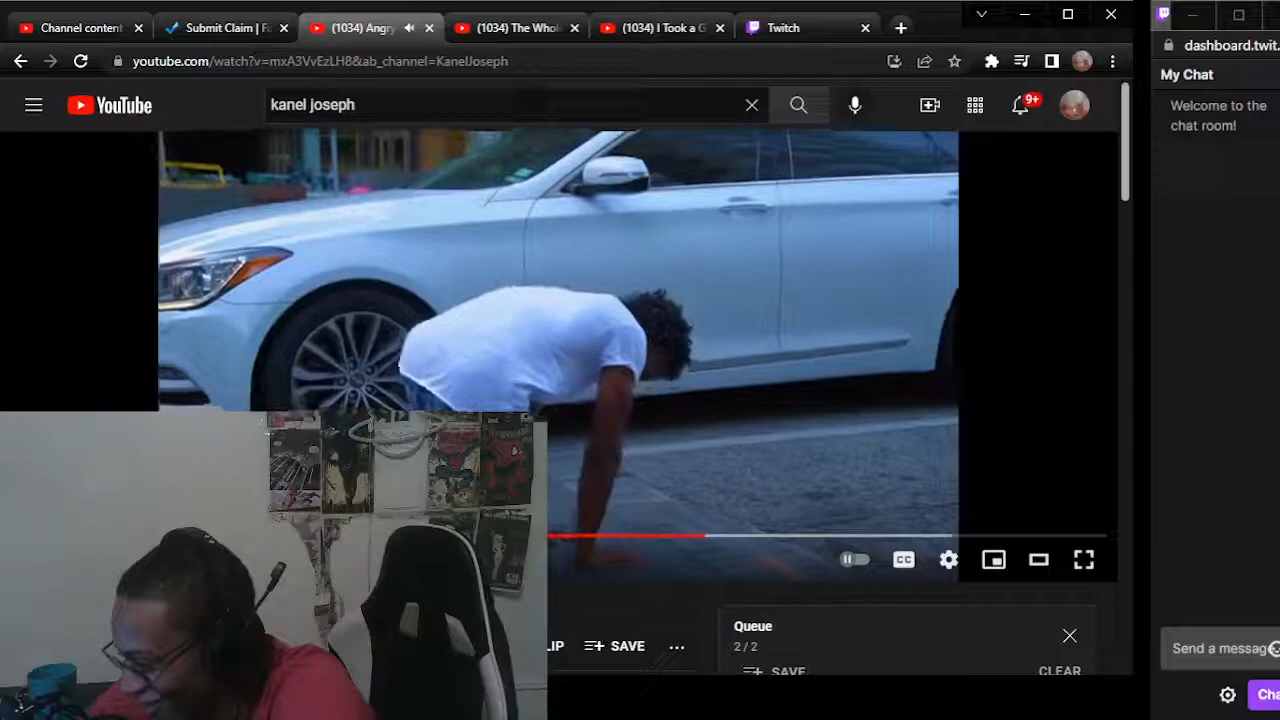 Channel content
Submit Claim | Fa
(1034) Angry
(1034) The Whol
(1034) I Took a G
Twitch
youtube.com/watch?v=mxA3VvEzLH8&ab_channel=KanelJoseph
dashboard.twit
YouTube
kanel joseph
9+
My Chat
Welcome to the
chat room!
CC
Queue
2/2
LIP
SAVE
SAVE
CLEAR
Send a message
Cha